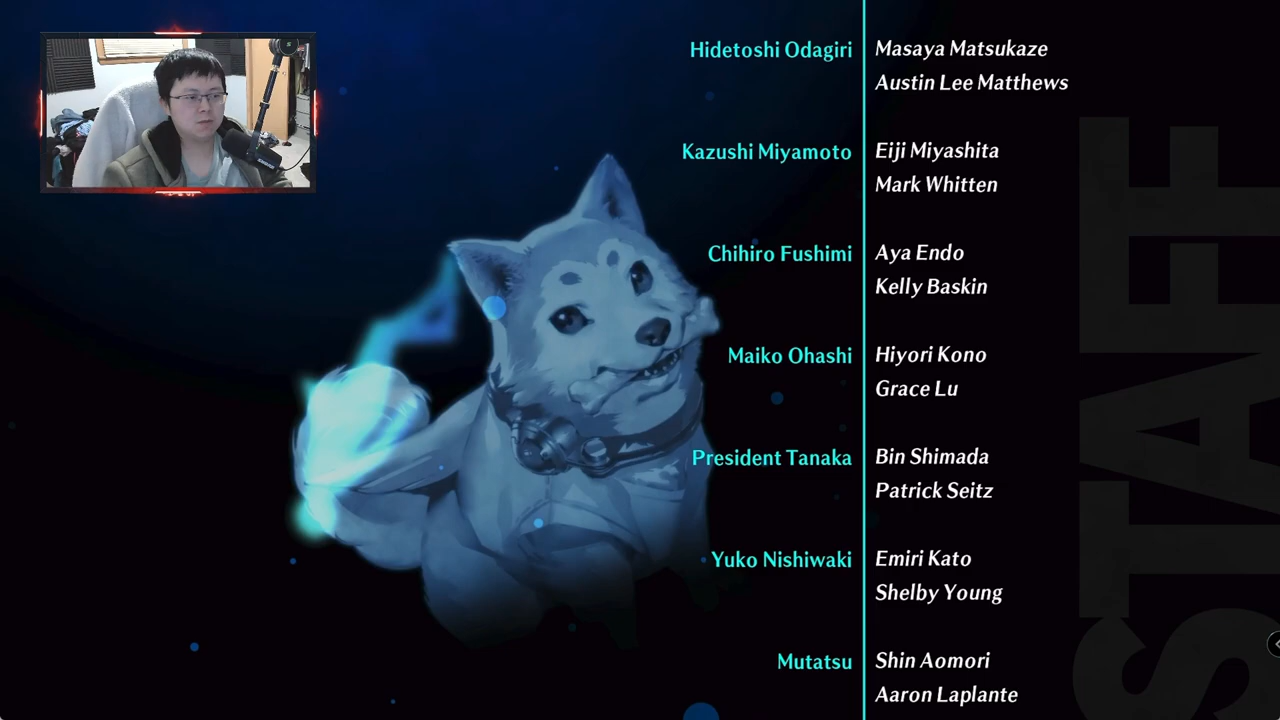 Hidetoshi Odagiri Masaya Matsukaze
Austin Lee Matthews
Kazushi Miyamoto Eiji Miyashita
Mark Whitten
Chihiro Fushimi Aya Endo
Kelly Baskin
Maiko Ohashi Hiyori Kono
Grace Lu
President Tanaka Bin Shimada
Patrick Seitz
Yuko Nishiwaki Emiri Kato
Shelby Young
Mutatsu Shin Aomori
Aaron Laplante
STAFF